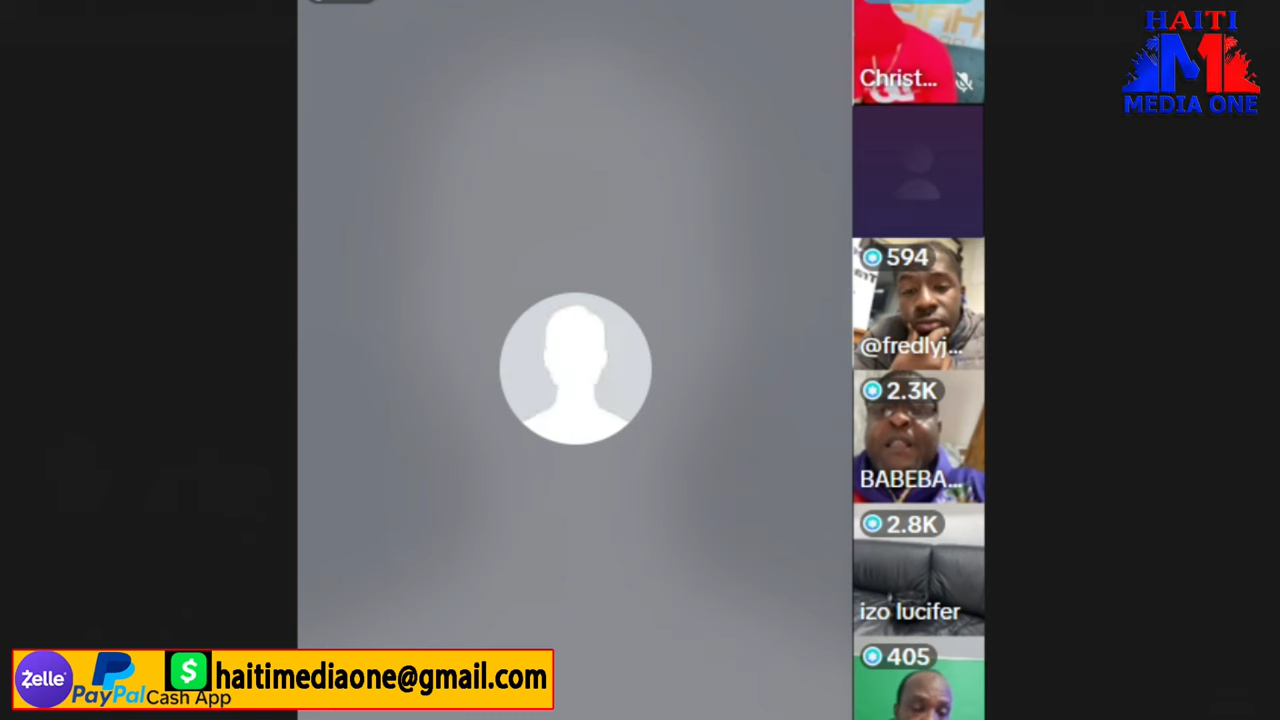 HAITI
M1
MEDIA ONE
Christ...
594
@fredlyj...
2.3K
BABEBA...
2.8K
izo lucifer
405
Zelle
PayPal
$
Cash App
haitimediaone@gmail.com